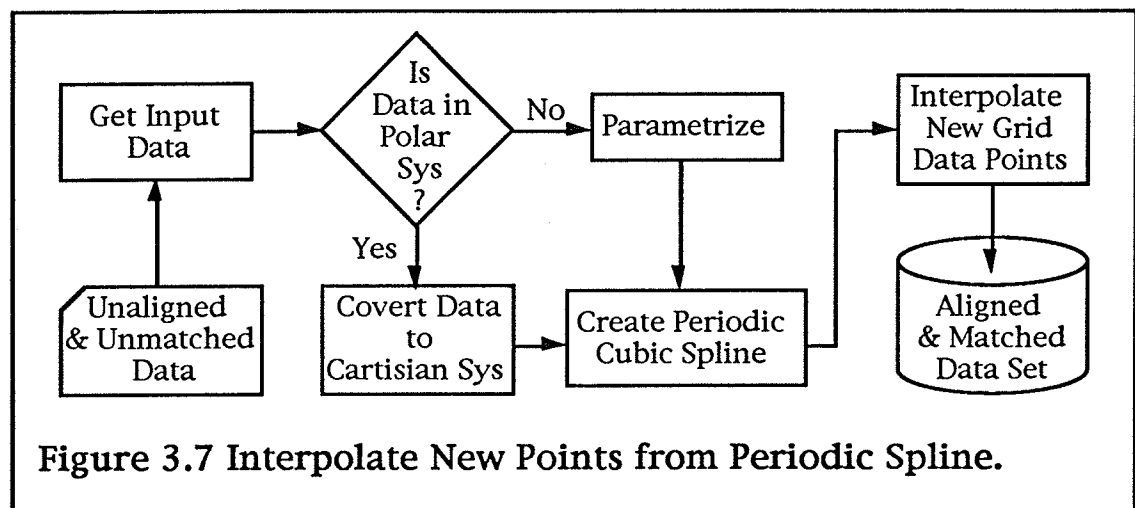 Get Input
Data
Is
Data in
Polar
Sys
?
No
Yes
Parametrize
Interpolate
New Grid
Data Points
Unaligned
& Unmatched
Data
Covert Data
to
Cartisian Sys
Create Periodic
Cubic Spline
Aligned
& Matched
Data Set
Figure 3.7 Interpolate New Points from Periodic Spline.